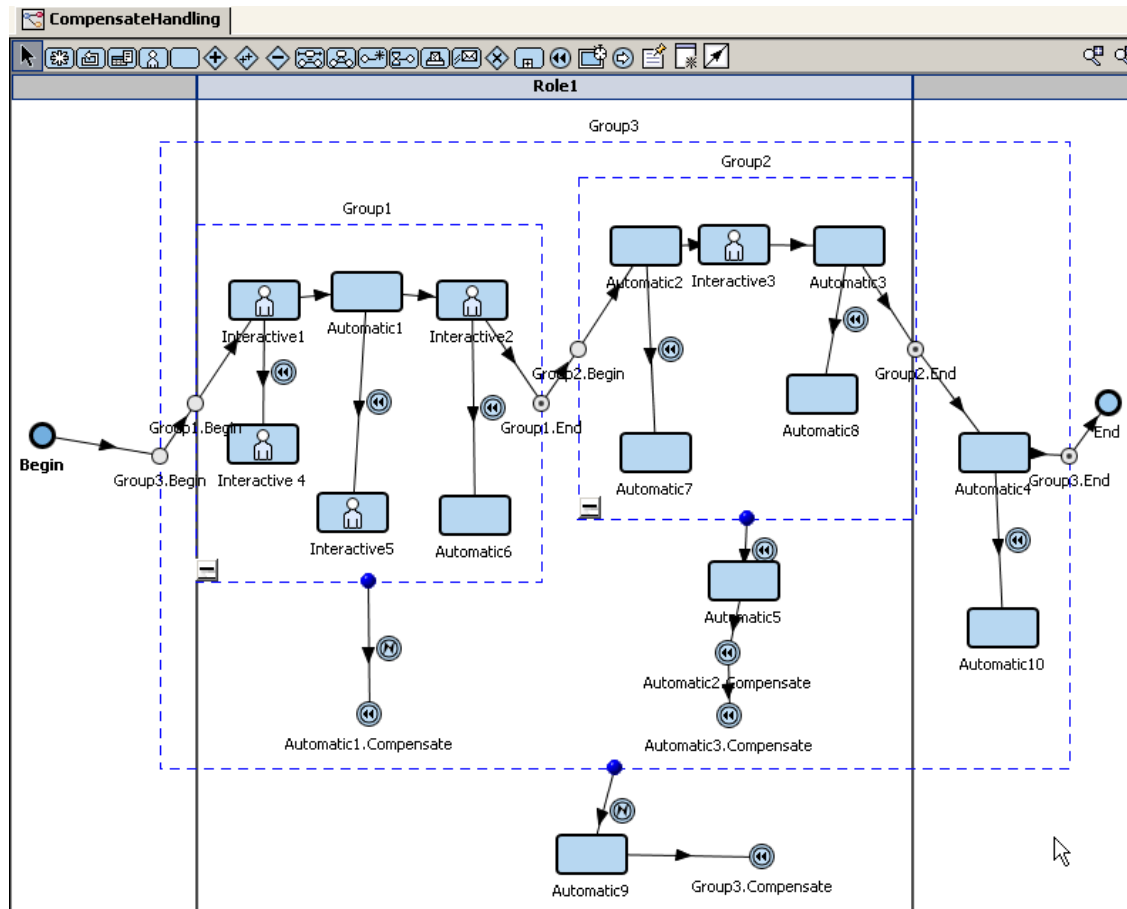 CompensateHandling
Role1
Group3
Group2
Group1
Automatic2
Interactive3
Automatic3
Interactive1
Automatic1
Interactive2
Group2.Begin
Group2.End
Group1.Begin
Group1.End
Automatic8
End
Begin
Group3.Begin
Interactive 4
Automatic7
Automatic4
Group3.End
Interactive5
Automatic6
Automatic5
Automatic10
Automatic2.Compensate
Automatic1.Compensate
Automatic3.Compensate
Automatic9
Group3.Compensate